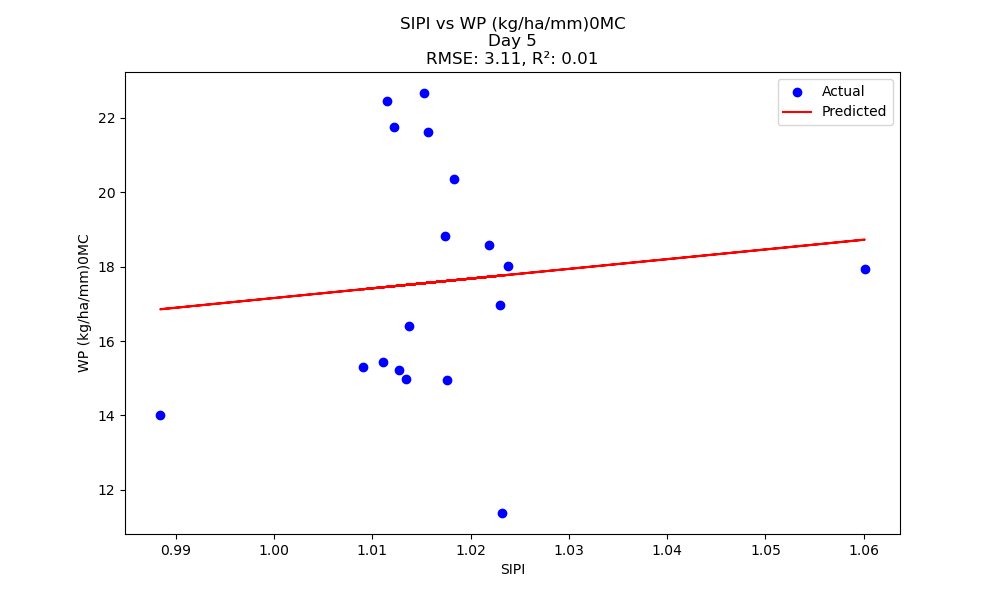 SIPI vs WP (kg/ha/mm)0MC
Day 5
RMSE: 3.11, R²: 0.01
Actual
Predicted
WP (kg/ha/mm)0MC
22
20
18
16
14
12
0.99 1.00 1.01 1.02 1.03 1.04 1.05 1.06
SIPI